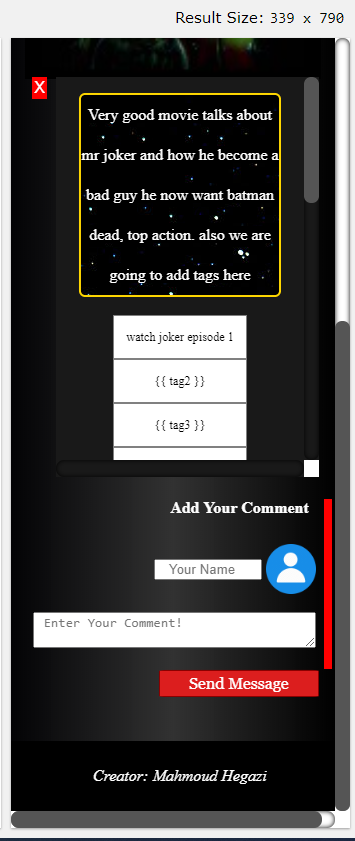 Result Size: 339 x 790
X
Very good movie talks about
mr joker and how he become a
bad guy he now want batman
dead, top action. also we are
going to add tags here
watch joker episode 1
{{ tag2 }}
{{ tag3 }}
Add Your Comment
Your Name
Enter Your Comment!
Send Message
Creator: Mahmoud Hegazi